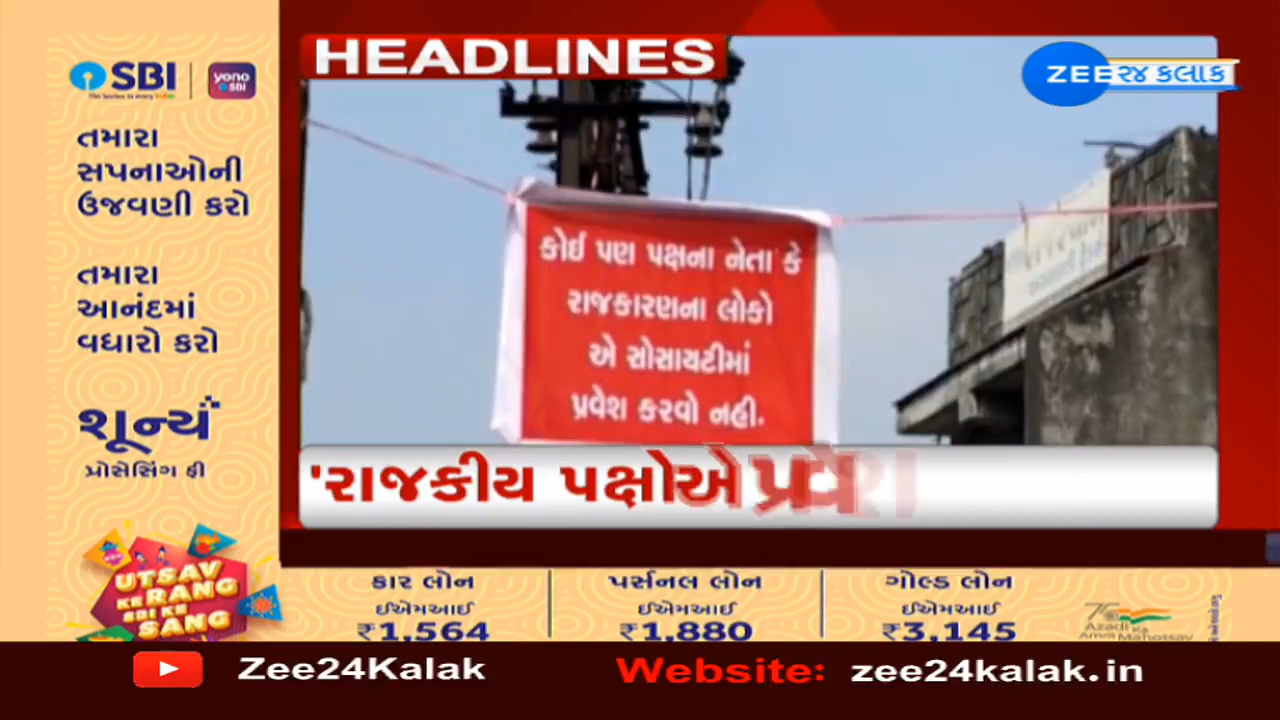 HEADLINES
ZEE ૨૪ કલાક
SBI
yono
SBI
તમારા
સપનાઓની
ઉજવણી કરો
તમારા
આનંદમાં
વધારો કરો
શૂન્ય*
પ્રોસેસિંગ ફી
UTSAV
KE RANG
SBI KE
SANG
કોઈ પણ પક્ષના નેતા કે
રાજકારણના લોકો
એ સોસાયટીમાં
પ્રવેશ કરવો નહી.
'રાજકીય પક્ષોએ પ્રવેશ
કાર લોન
ઈએમઆઈ
₹1,564
પર્સનલ લોન
ઈએમઆઈ
₹1,880
ગોલ્ડ લોન
ઈએમઆઈ
₹3,145
Azadi Ka
Amrit Mahotsav
Zee24Kalak
Website: zee24kalak.in